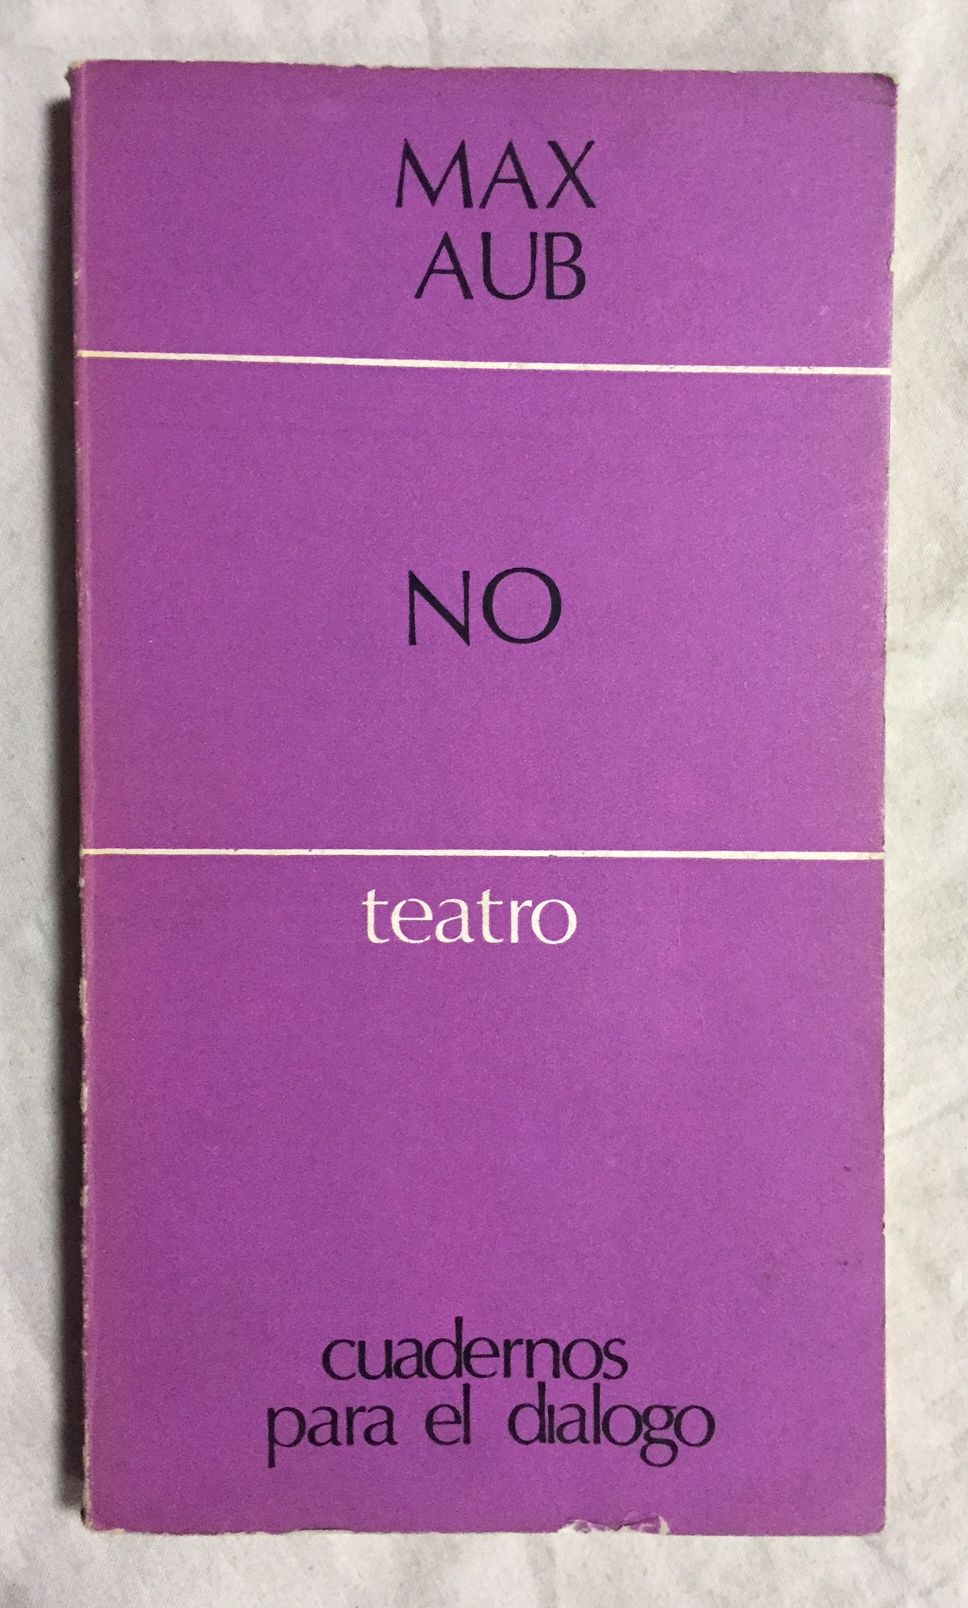 MAX
AUB
NO
teatro
cuadernos
para el dialogo